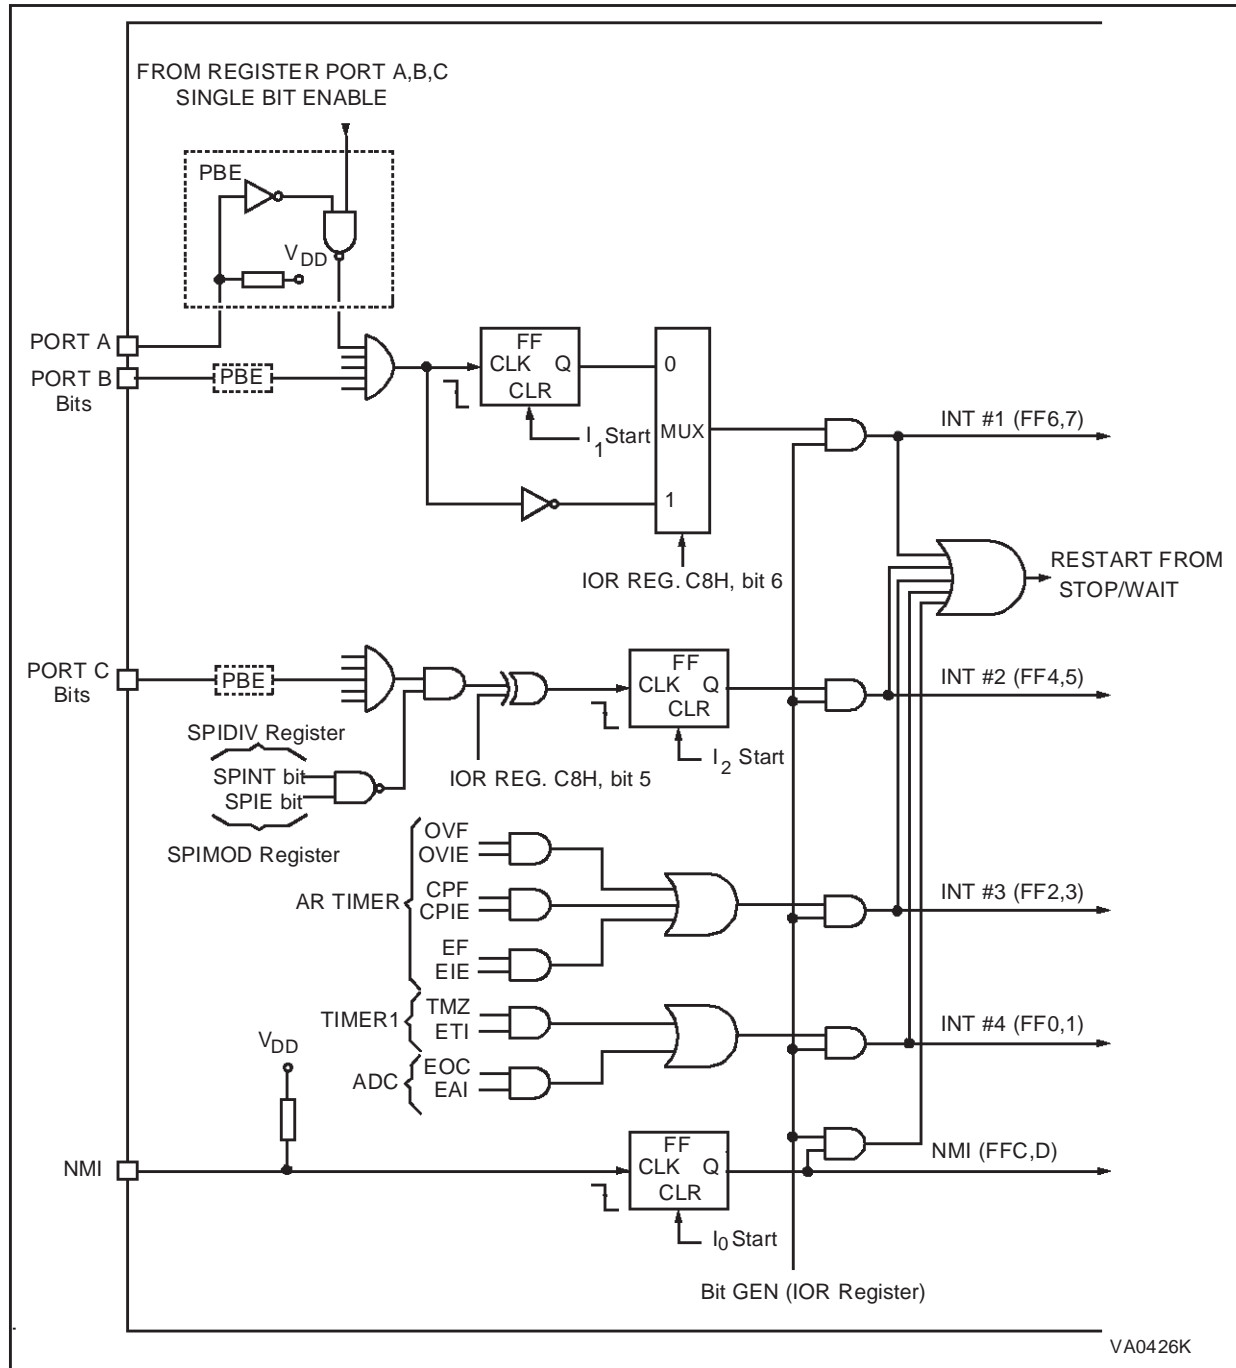 FROM REGISTER PORT A,B,C
SINGLE BIT ENABLE
PBE
VDD
PORT A
PORT B
Bits
PBE
FF
CLK Q
CLR
I1 Start
0
MUX
1
IOR REG. C8H, bit 6
INT #1 (FF6,7)
RESTART FROM
STOP/WAIT
PORT C
Bits
PBE
SPIDIV Register
SPINT bit
SPIE bit
SPIMOD Register
IOR REG. C8H, bit 5
FF
CLK Q
CLR
I2 Start
INT #2 (FF4,5)
AR TIMER
OVF
OVIE
CPF
CPIE
EF
EIE
INT #3 (FF2,3)
TIMER1
TMZ
ETI
ADC
EOC
EAI
INT #4 (FF0,1)
VDD
NMI
FF
CLK Q
CLR
I0 Start
NMI (FFC,D)
Bit GEN (IOR Register)
VA0426K